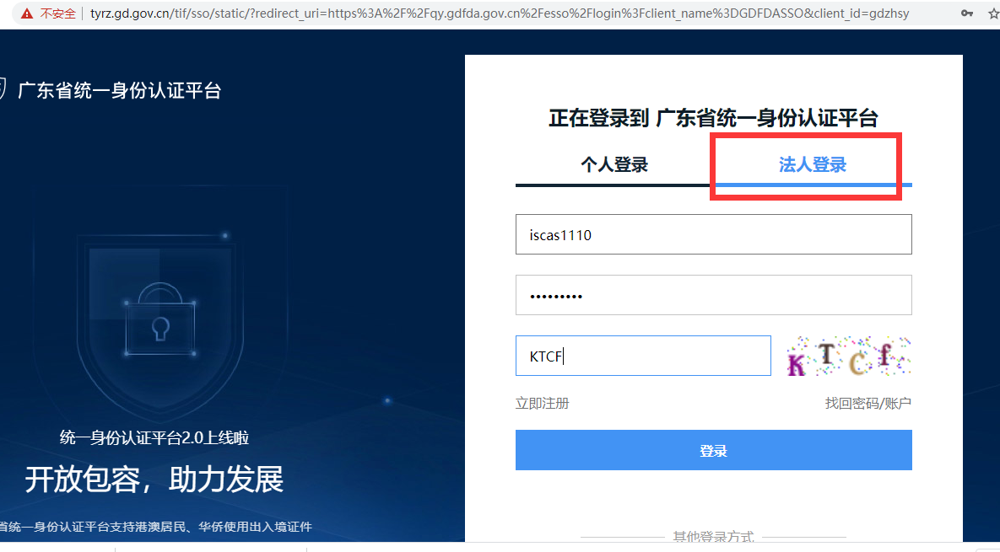 不安全 tyrz.gd.gov.cn/tif/sso/static/?redirect_uri=https%3A%2F%2Fqy.gdfda.gov.cn%2Fesso%2Flogin%3Fclient_name%3DGDFDASSO&client_id=gdzhsy
广东省统一身份认证平台
正在登录到 广东省统一身份认证平台
个人登录 法人登录
iscas1110
•••••••••
KTCF KTCf
立即注册 找回密码/账户
登录
统一身份认证平台2.0上线啦
开放包容，助力发展
省统一身份认证平台支持港澳居民、华侨使用出入境证件
其他登录方式